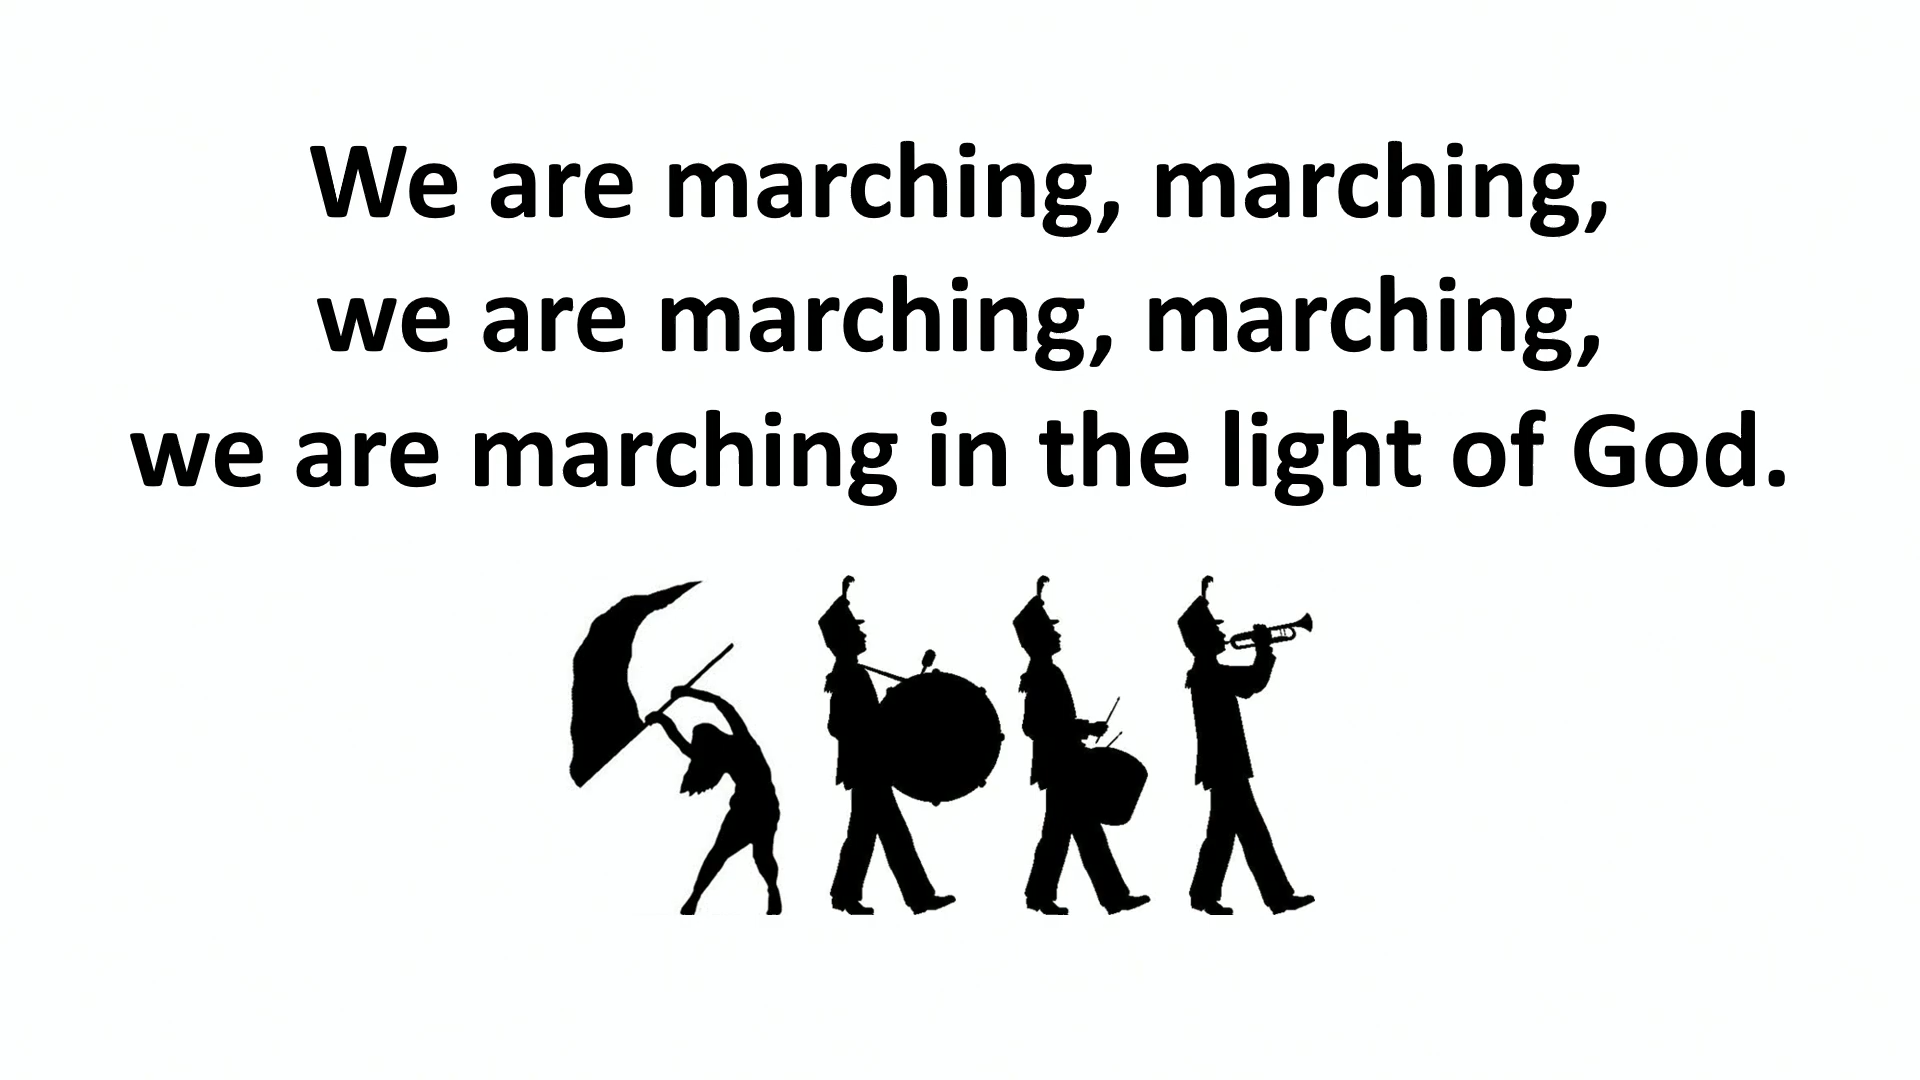 We are marching, marching,
we are marching, marching,
we are marching in the light of God.